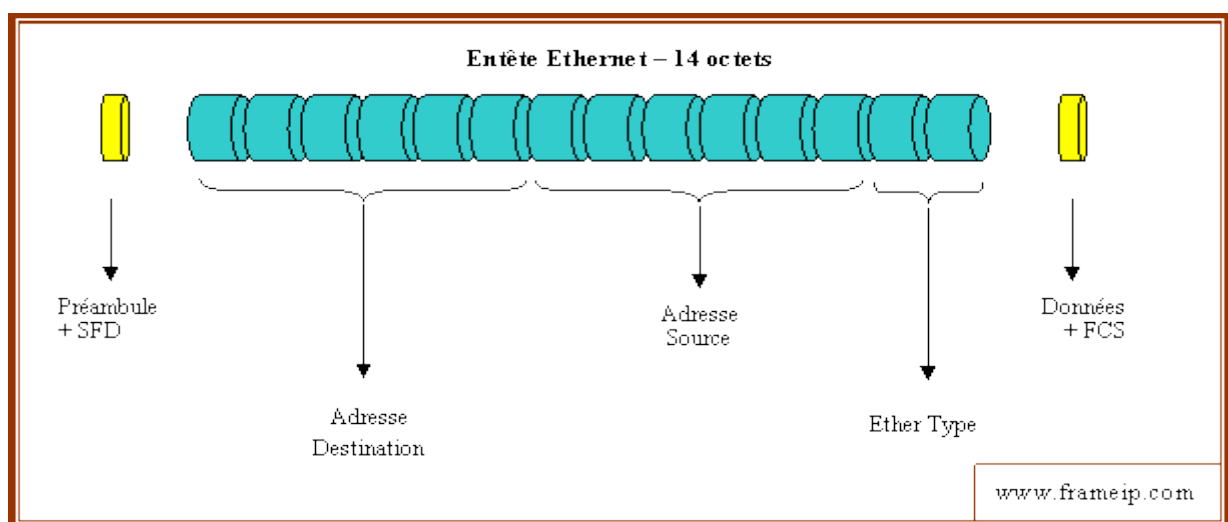 Entête Ethernet – 14 octets
Préambule
+ SFD
Adresse
Destination
Adresse
Source
Ether Type
Données
+ FCS
www.frameip.com